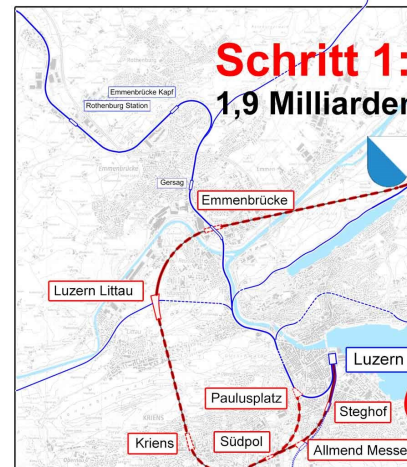 Schritt 1:
1,9 Milliarden
Emmenbrücke Kapf
Rothenburg Station
Gersag
Emmenbrücke
Luzern Littau
Luzern
Paulusplatz
Steghof
Kriens
Südpol
Allmend Messe
KRIENS